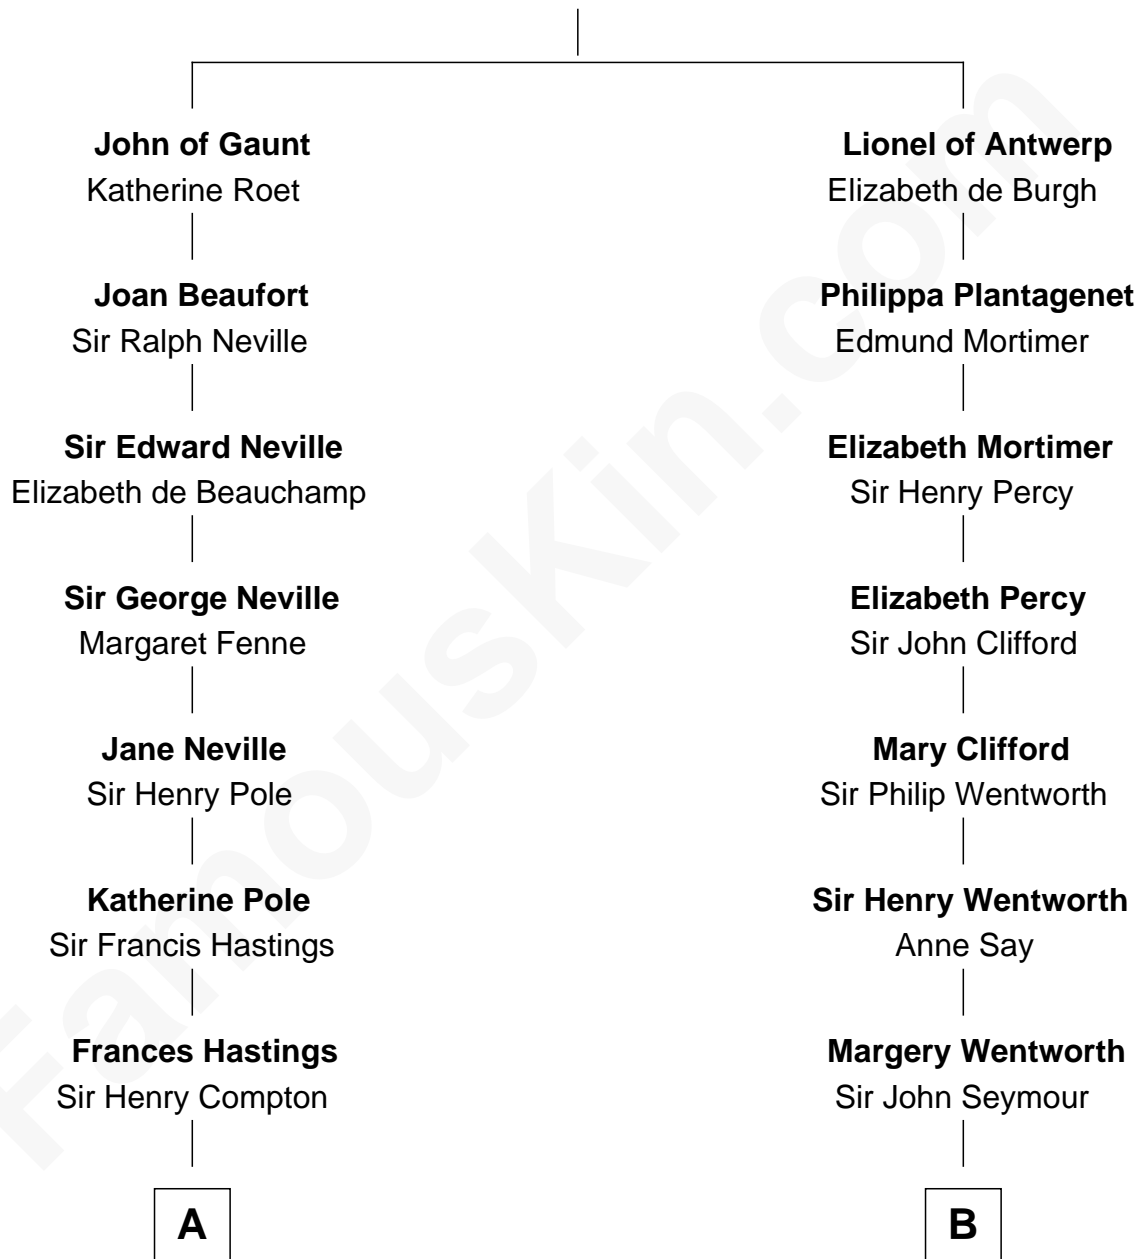 John of Gaunt
Katherine Roet
Joan Beaufort
Sir Ralph Neville
Sir Edward Neville
Elizabeth de Beauchamp
Sir George Neville
Margaret Fenne
Jane Neville
Sir Henry Pole
Katherine Pole
Sir Francis Hastings
Frances Hastings
Sir Henry Compton
A
Lionel of Antwerp
Elizabeth de Burgh
Philippa Plantagenet
Edmund Mortimer
Elizabeth Mortimer
Sir Henry Percy
Elizabeth Percy
Sir John Clifford
Mary Clifford
Sir Philip Wentworth
Sir Henry Wentworth
Anne Say
Margery Wentworth
Sir John Seymour
B
FamousKin.com